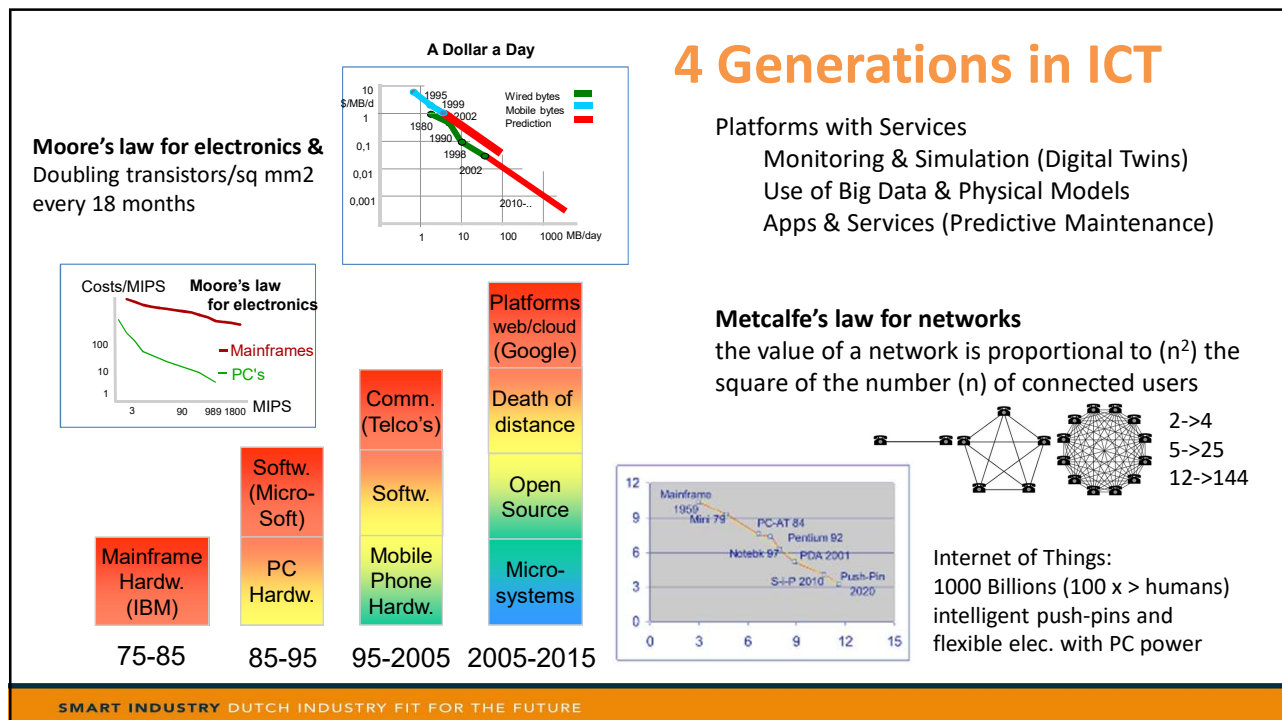 4 Generations in ICT
A Dollar a Day
10
$/MB/d
1
0,1
0,01
0,001
1995
1999
2002
1980
1990
1998
2002
2010-..
Wired bytes
Mobile bytes
Prediction
1
10
100
1000
MB/day
Moore's law for electronics &
Doubling transistors/sq mm2
every 18 months
Costs/MIPS
Moore's law
for electronics
100
10
1
Mainframes
PC's
3
90
989
1800
MIPS
Mainframe
Hardw.
(IBM)
75-85
Softw.
(Micro-
Soft)
PC
Hardw.
85-95
Comm.
(Telco's)
Softw.
Mobile
Phone
Hardw.
95-2005
Platforms
web/cloud
(Google)
Death of
distance
Open
Source
Micro-
systems
2005-2015
Platforms with Services
Monitoring & Simulation (Digital Twins)
Use of Big Data & Physical Models
Apps & Services (Predictive Maintenance)
Metcalfe's law for networks
the value of a network is proportional to (n²) the
square of the number (n) of connected users
2->4
5->25
12->144
12
9
6
3
0
Mainframe
1959
Mini 79
PC-AT 84
Pentium 92
Notebk 97
PDA 2001
S-i-P 2010
Push-Pin
2020
0
3
6
9
12
15
Internet of Things:
1000 Billions (100 x > humans)
intelligent push-pins and
flexible elec. with PC power
SMART INDUSTRY DUTCH INDUSTRY FIT FOR THE FUTURE